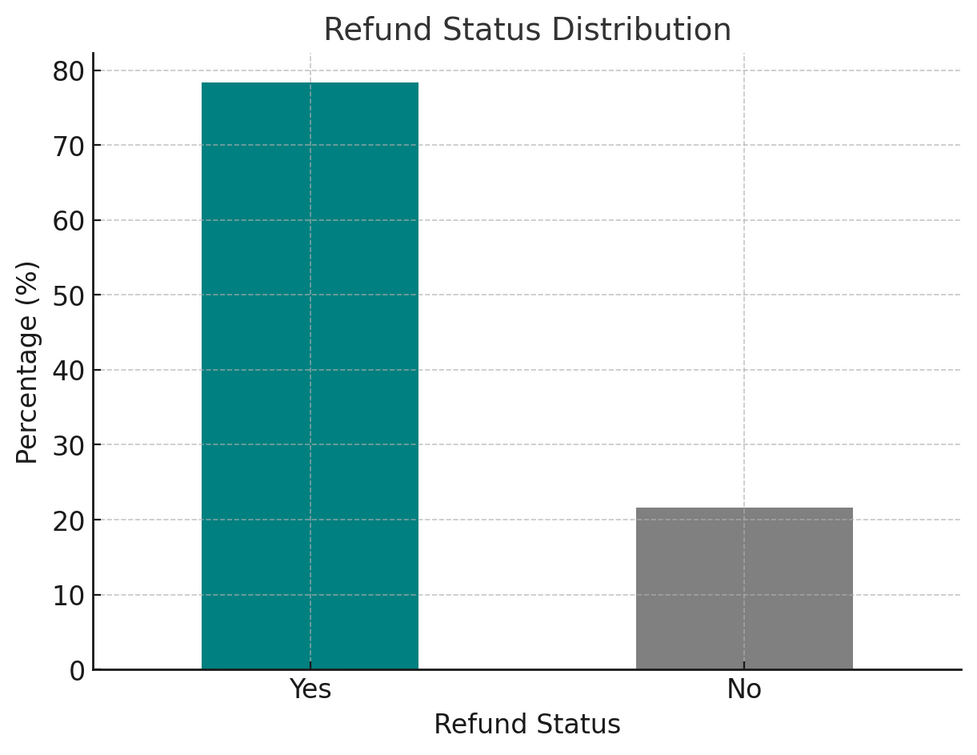 Refund Status Distribution
Percentage (%)
80
70
60
50
40
30
20
10
0
Yes
No
Refund Status